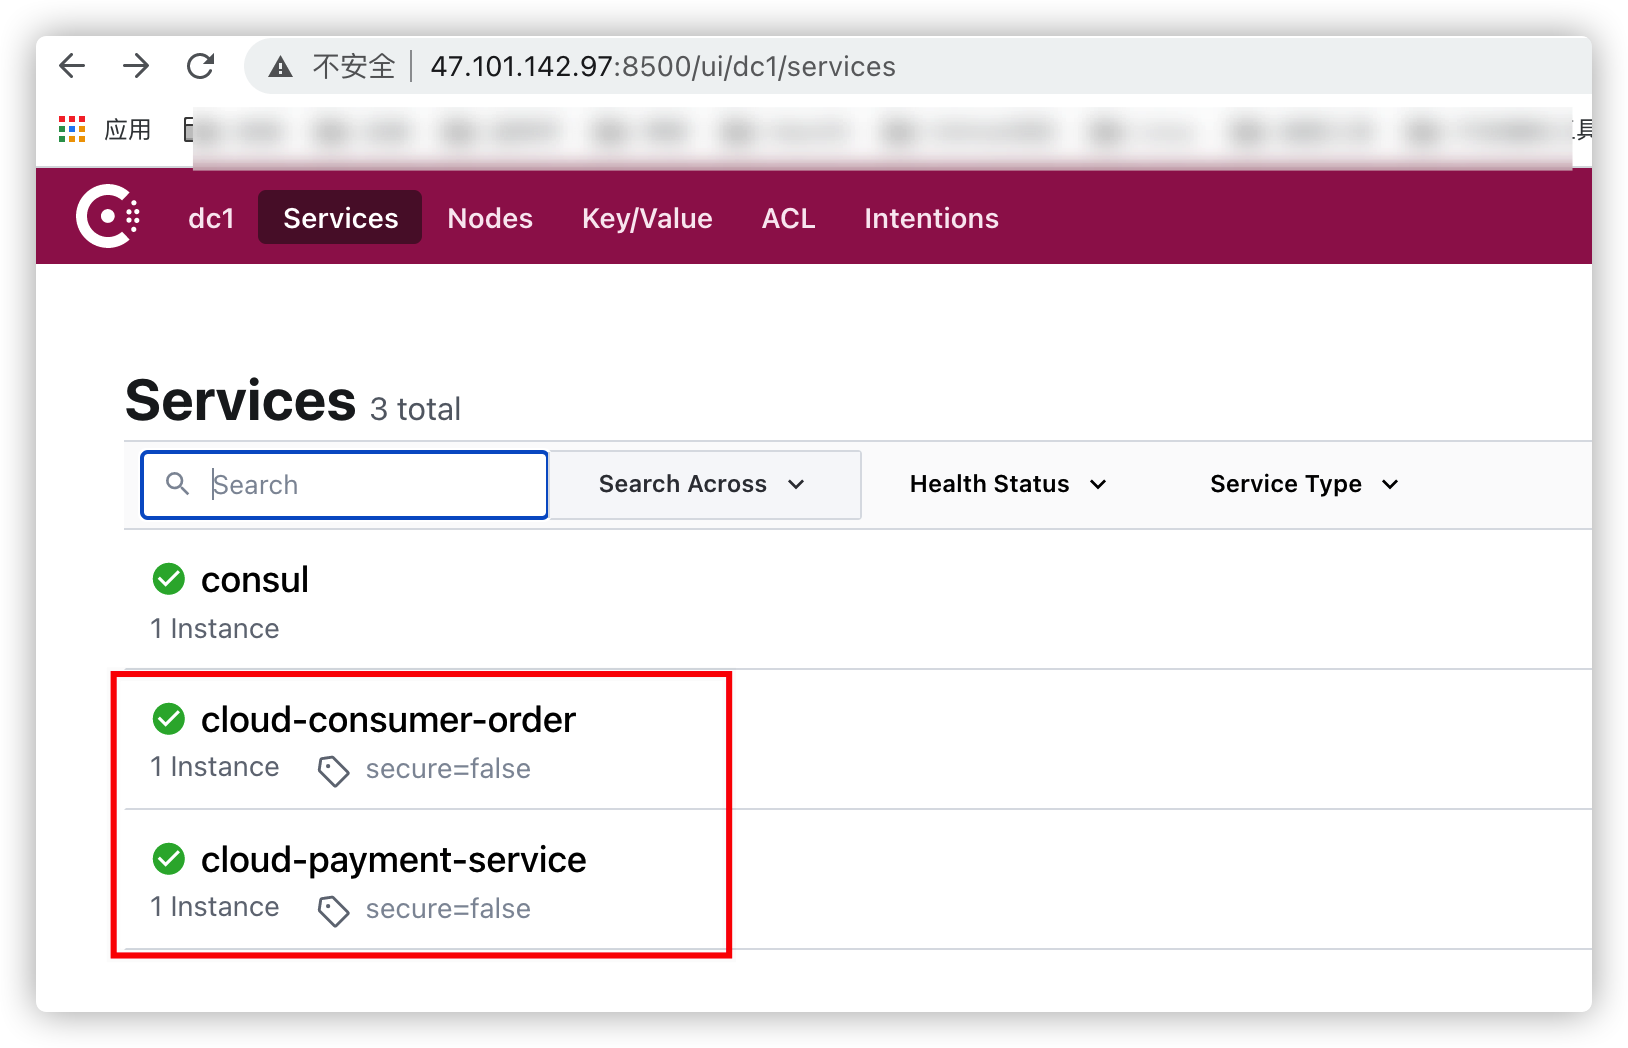 不安全 47.101.142.97:8500/ui/dc1/services
应用
dc1 Services Nodes Key/Value ACL Intentions
Services 3 total
Search Search Across Health Status Service Type
consul
1 Instance
cloud-consumer-order
1 Instance secure=false
cloud-payment-service
1 Instance secure=false